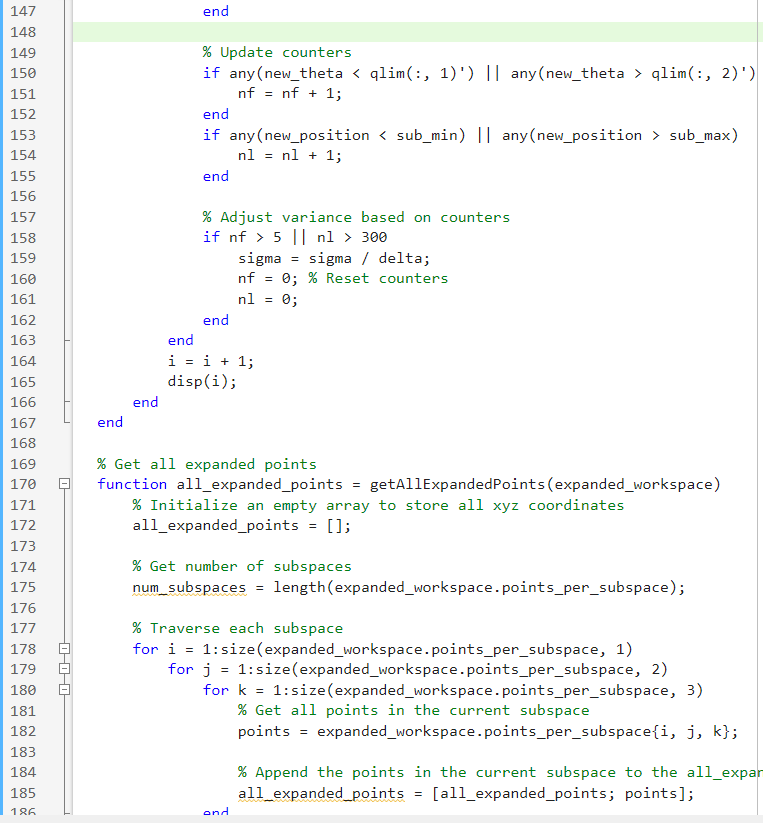 147 end
148
149 % Update counters
150 if any(new_theta < qlim(:, 1)') || any(new_theta > qlim(:, 2)')
151 nf = nf + 1;
152 end
153 if any(new_position < sub_min) || any(new_position > sub_max)
154 nl = nl + 1;
155 end
156
157 % Adjust variance based on counters
158 if nf > 5 || nl > 300
159 sigma = sigma / delta;
160 nf = 0; % Reset counters
161 nl = 0;
162 end
163 end
164 i = i + 1;
165 disp(i);
166 end
167 end
168
169 % Get all expanded points
170 function all_expanded_points = getAllExpandedPoints(expanded_workspace)
171 % Initialize an empty array to store all xyz coordinates
172 all_expanded_points = [];
173
174 % Get number of subspaces
175 num_subspaces = length(expanded_workspace.points_per_subspace);
176
177 % Traverse each subspace
178 for i = 1:size(expanded_workspace.points_per_subspace, 1)
179 for j = 1:size(expanded_workspace.points_per_subspace, 2)
180 for k = 1:size(expanded_workspace.points_per_subspace, 3)
181 % Get all points in the current subspace
182 points = expanded_workspace.points_per_subspace{i, j, k};
183
184 % Append the points in the current subspace to the all_expan
185 all_expanded_points = [all_expanded_points; points];
186 end